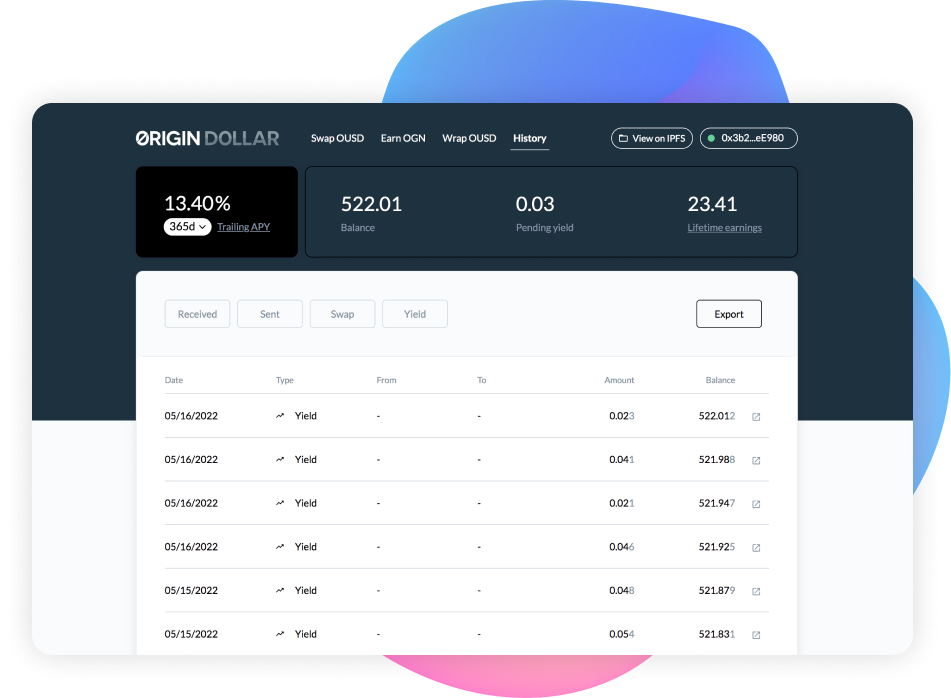 ORIGIN DOLLAR Swap OUSD Earn OGN Wrap OUSD History View on IPFS 0x3b2...eE980
13.40% 522.01 0.03 23.41
365d Trailing APY Balance Pending yield Lifetime earnings
Received Sent Swap Yield Export
Date Type From To Amount Balance
05/16/2022 Yield - - 0.023 522.012
05/16/2022 Yield - - 0.041 521.988
05/16/2022 Yield - - 0.021 521.947
05/16/2022 Yield - - 0.046 521.925
05/15/2022 Yield - - 0.048 521.879
05/15/2022 Yield - - 0.054 521.831